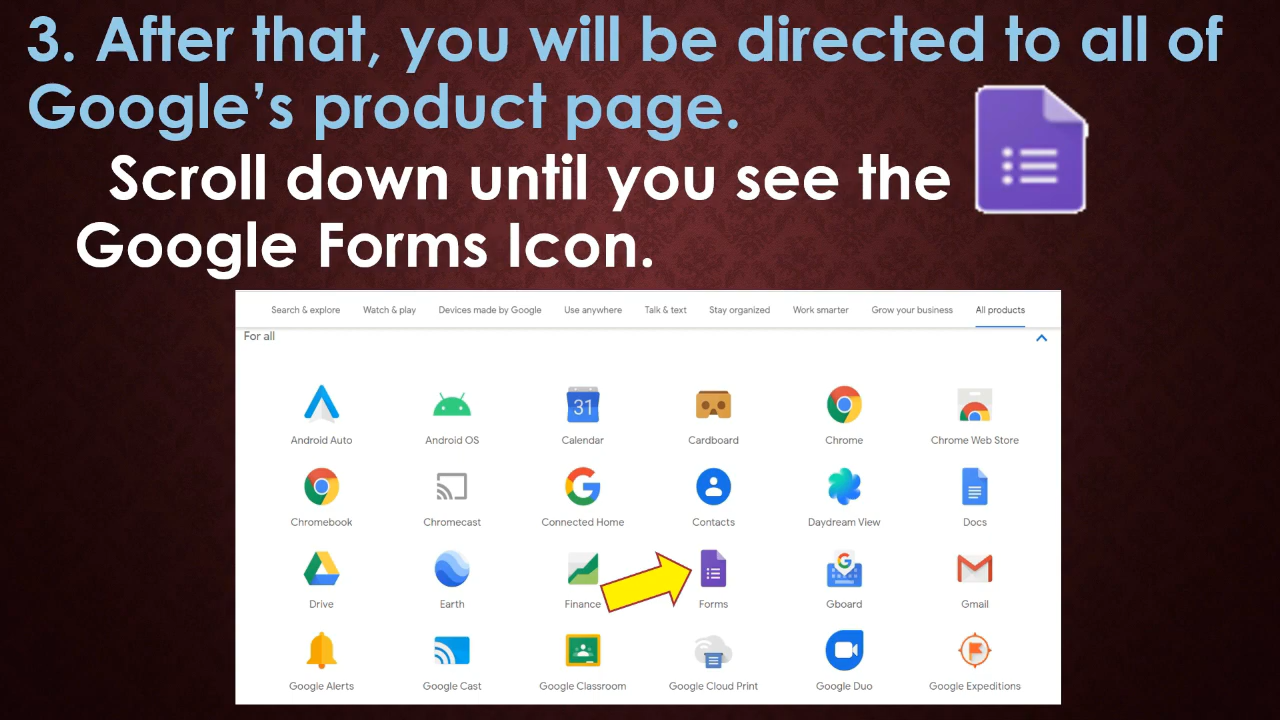 3. After that, you will be directed to all of
Google’s product page.
Scroll down until you see the
Google Forms Icon.
Search & explore Watch & play Devices made by Google Use anywhere Talk & text Stay organized Work smarter Grow your business All products
For all
31
Android Auto Android OS Calendar Cardboard Chrome Chrome Web Store
Chromebook Chromecast Connected Home Contacts Daydream View Docs
Drive Earth Finance Forms Gboard Gmail
Google Alerts Google Cast Google Classroom Google Cloud Print Google Duo Google Expeditions